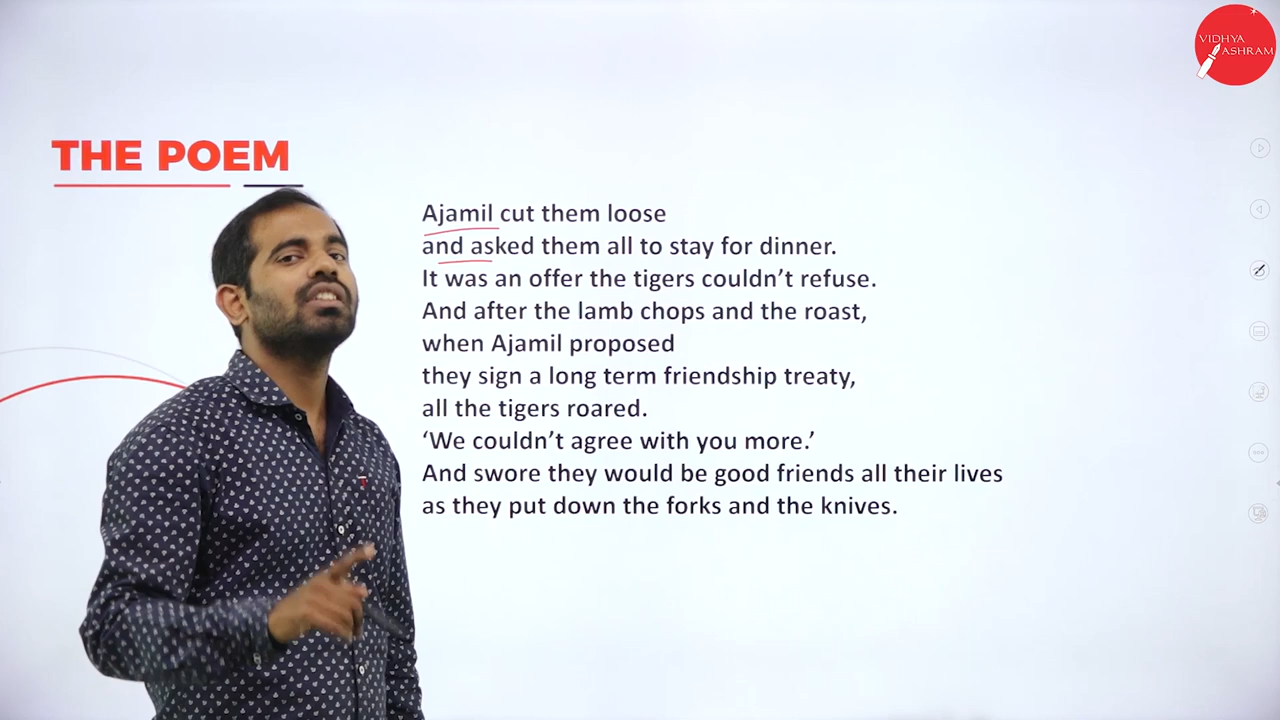 VIDHYA
ASHRAM
THE POEM
Ajamil cut them loose
and asked them all to stay for dinner.
It was an offer the tigers couldn’t refuse.
And after the lamb chops and the roast,
when Ajamil proposed
they sign a long term friendship treaty,
all the tigers roared.
‘We couldn’t agree with you more.’
And swore they would be good friends all their lives
as they put down the forks and the knives.